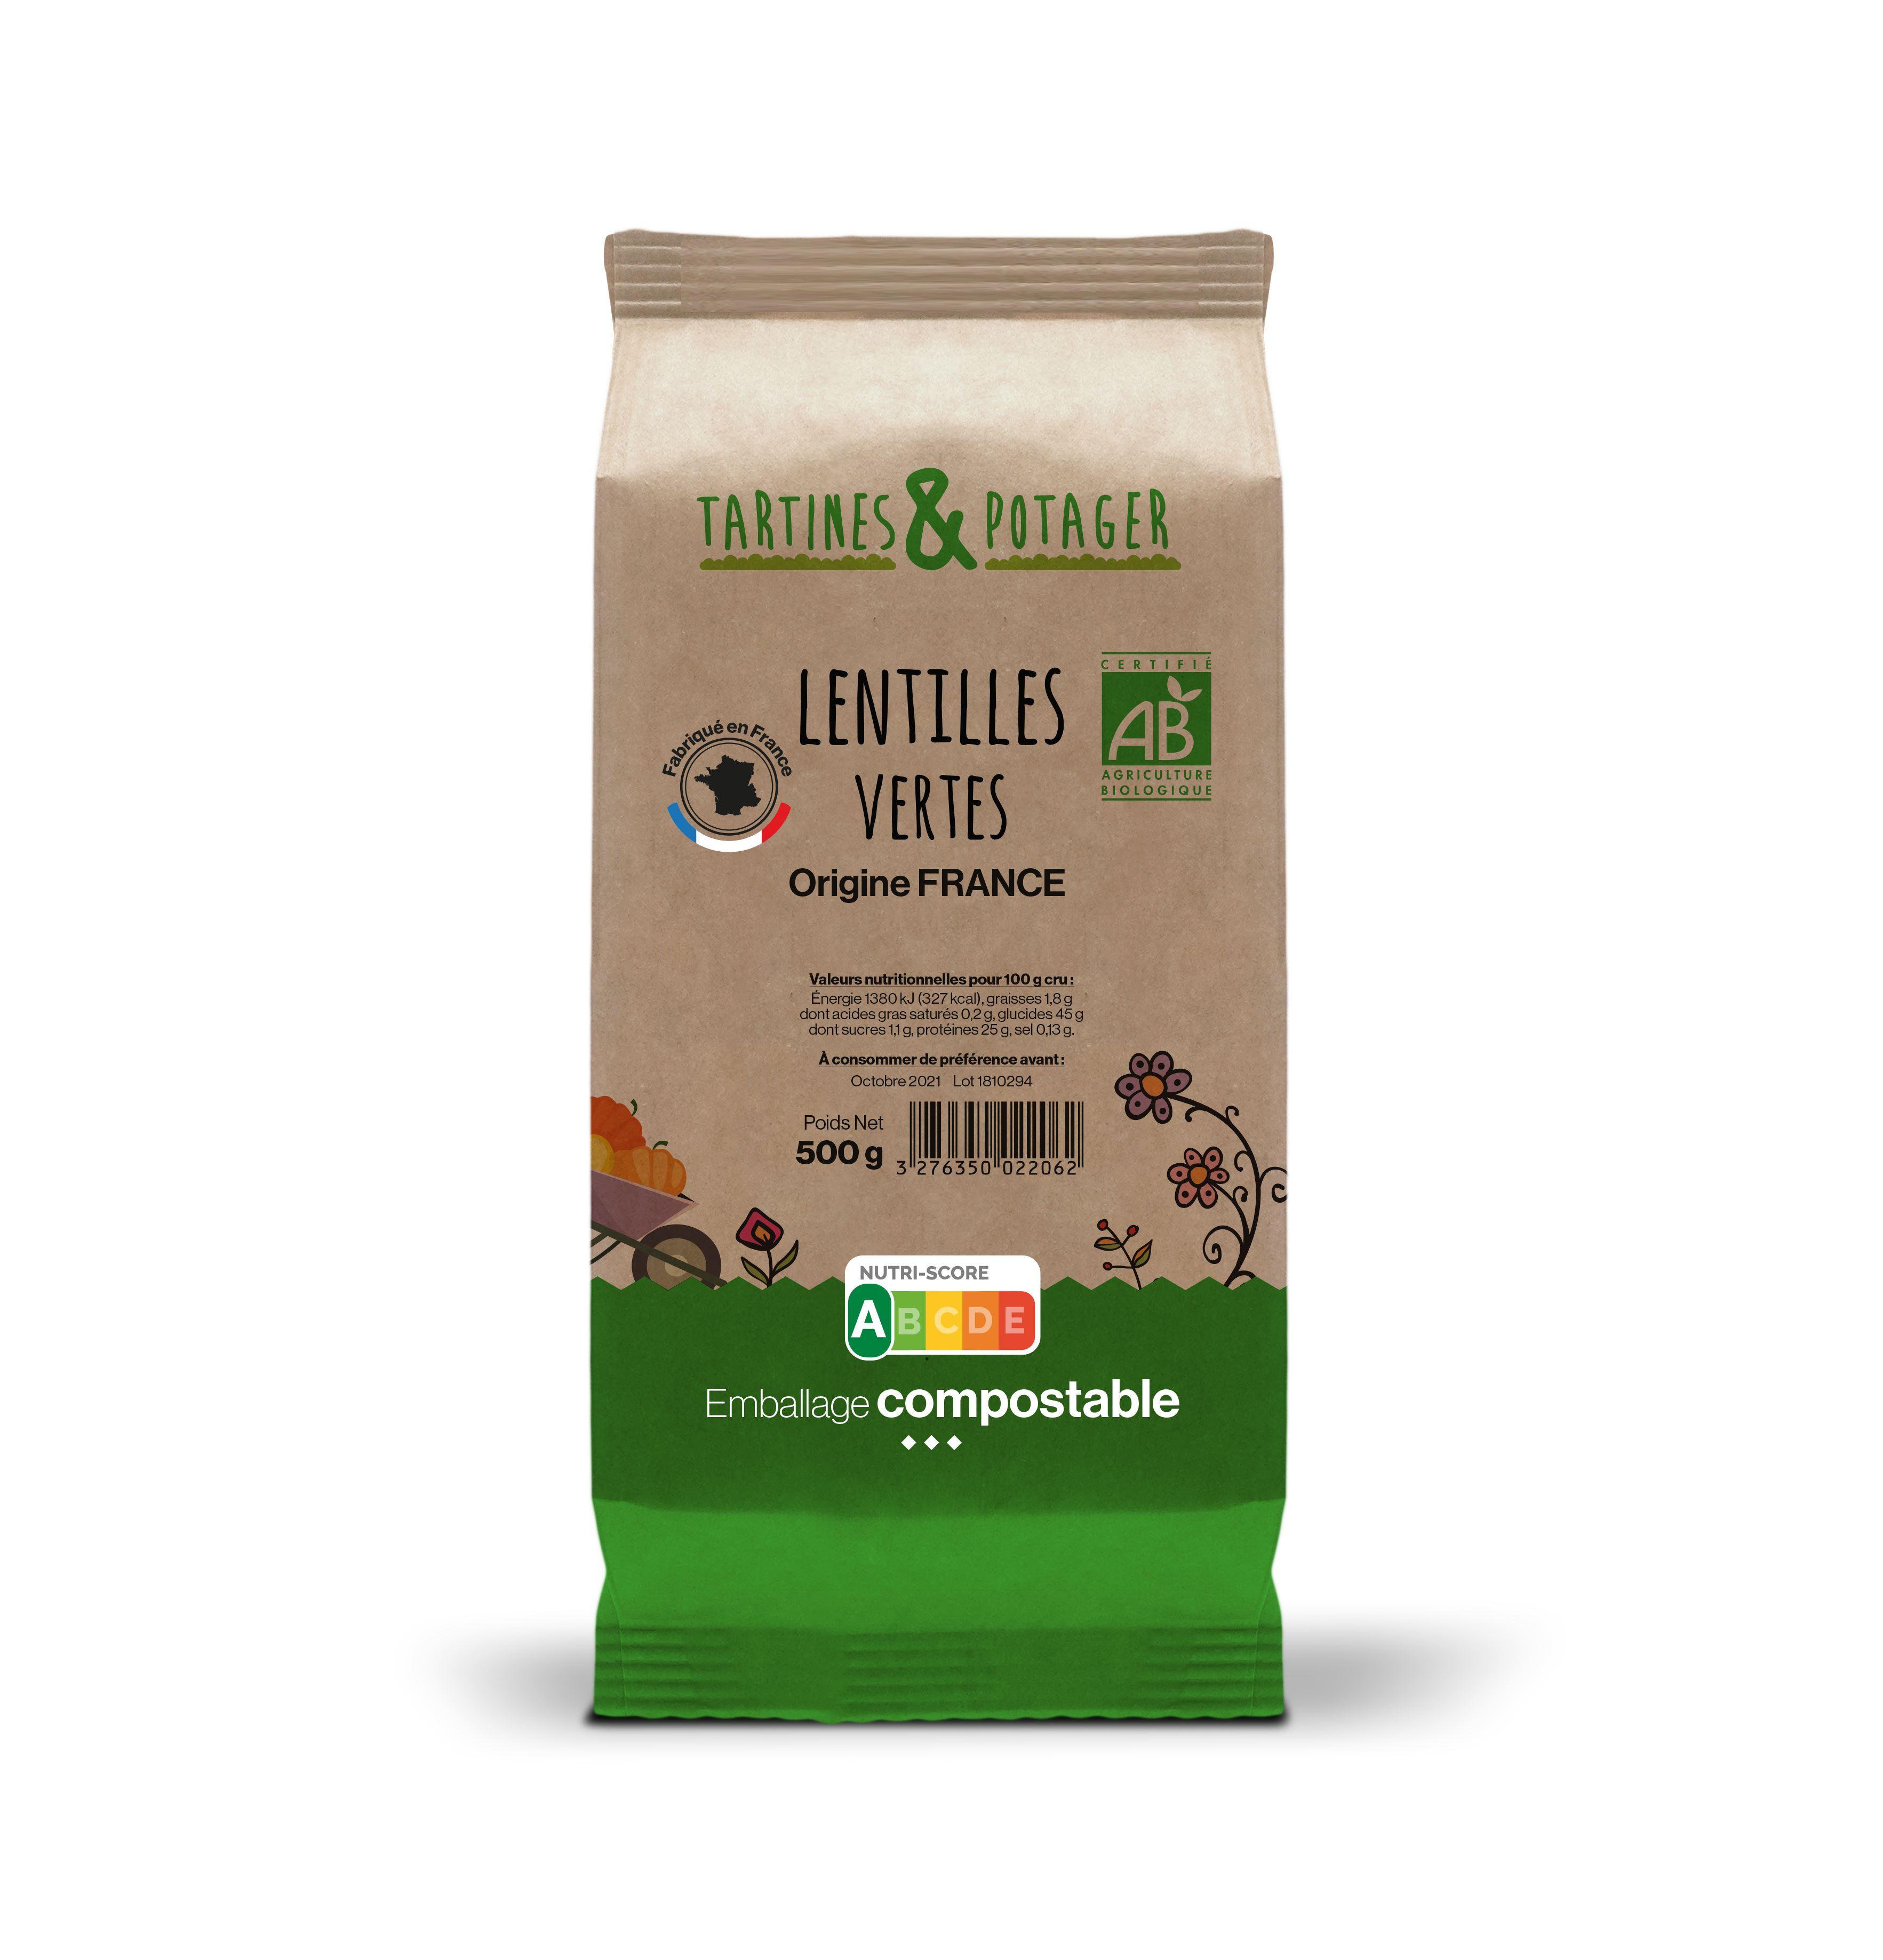 TARTINES & POTAGER
LENTILLES
VERTES
Fabriqué en France
CERTIFIÉ
AB
AGRICULTURE
BIOLOGIQUE
Origine FRANCE
Valeurs nutritionnelles pour 100 g cru :
Énergie 1380 kJ (327 kcal), graisses 1,8 g
dont acides gras saturés 0,2 g, glucides 45 g
dont sucres 1,1 g, protéines 25 g, sel 0,13 g.
À consommer de préférence avant :
Octobre 2021 Lot 1810294
Poids Net
500 g
3 276350 022062
NUTRI-SCORE
A B C D E
Emballage compostable